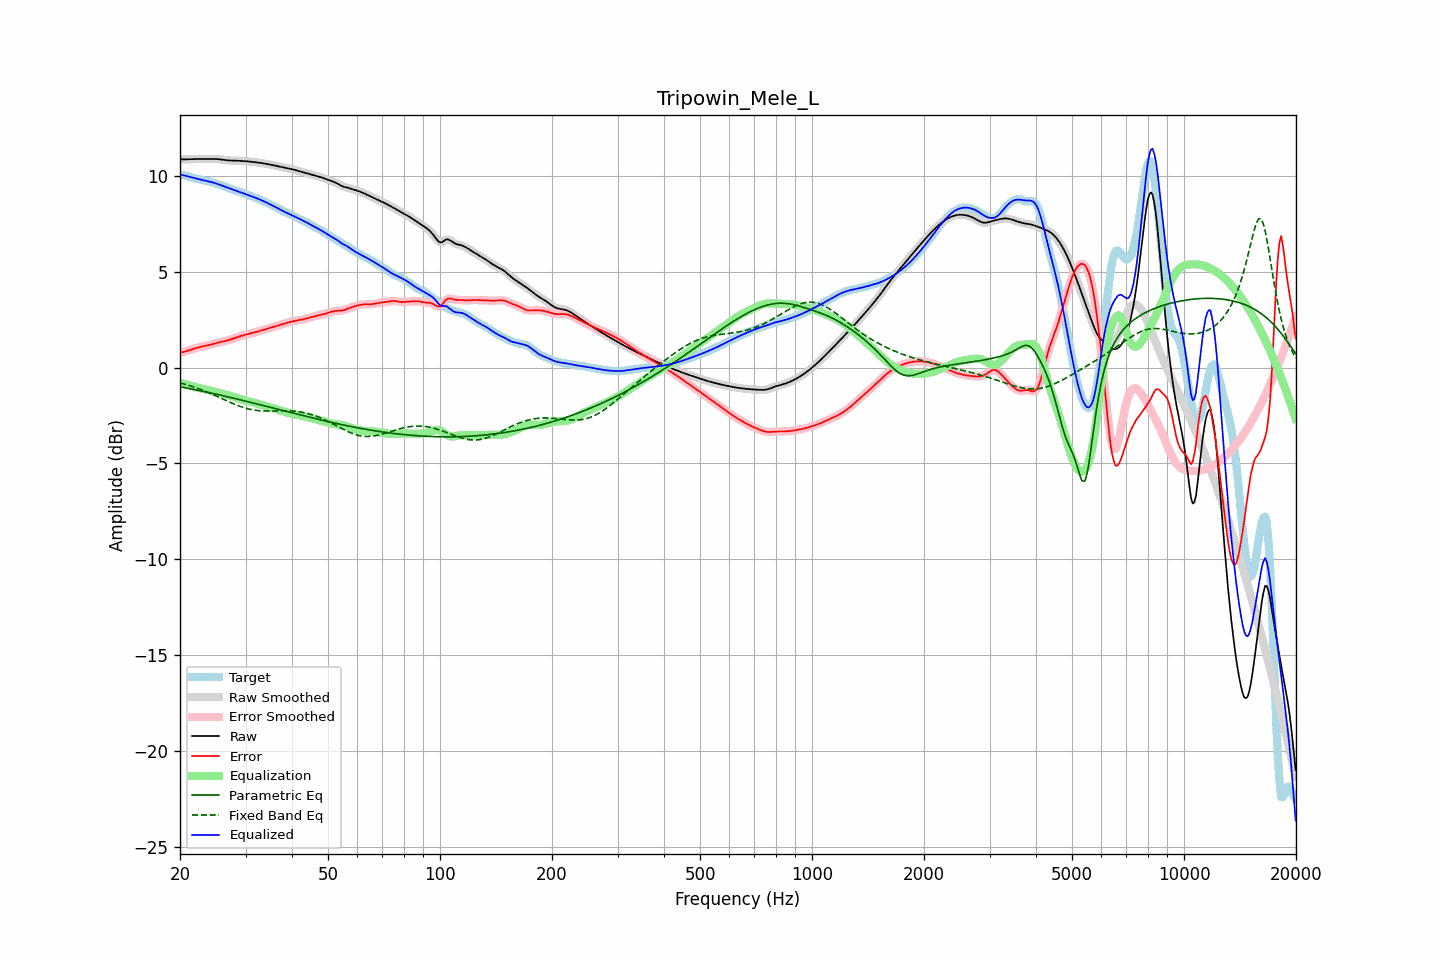 Tripowin_Mele_L
Amplitude (dBr)
10
5
0
−5
−10
−15
−20
−25
Target
Raw Smoothed
Error Smoothed
Raw
Error
Equalization
Parametric Eq
Fixed Band Eq
Equalized
20 50 100 200 500 1000 2000 5000 10000 20000
Frequency (Hz)